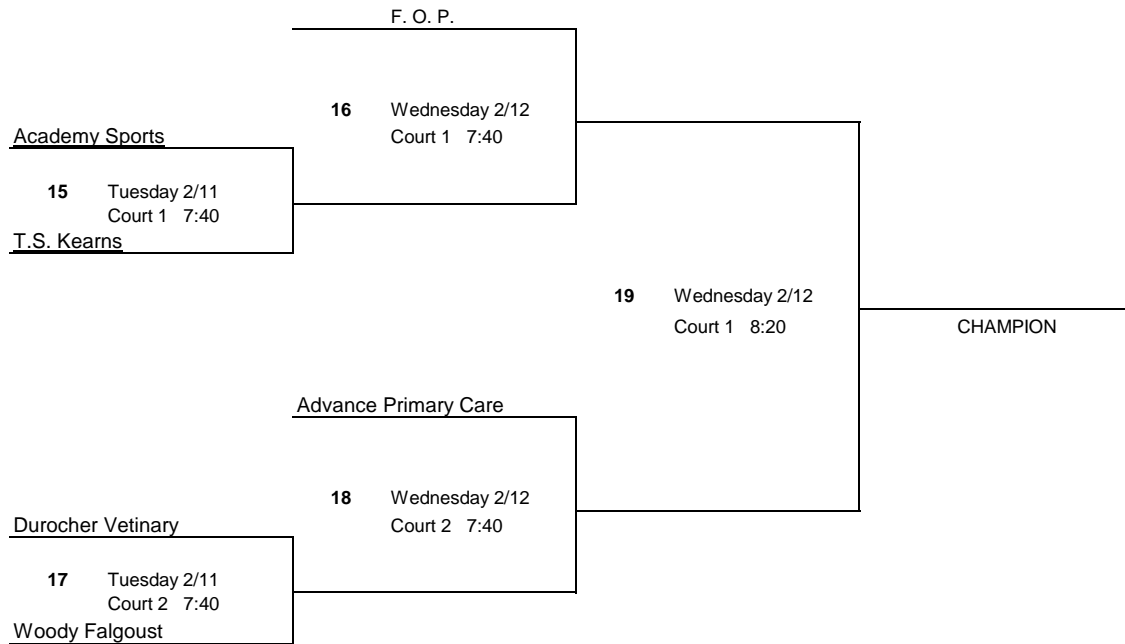 F. O. P.
16 Wednesday 2/12
Court 1 7:40
Academy Sports
15 Tuesday 2/11
Court 1 7:40
T.S. Kearns
19 Wednesday 2/12
Court 1 8:20
CHAMPION
Advance Primary Care
18 Wednesday 2/12
Court 2 7:40
Durocher Vetinary
17 Tuesday 2/11
Court 2 7:40
Woody Falgoust